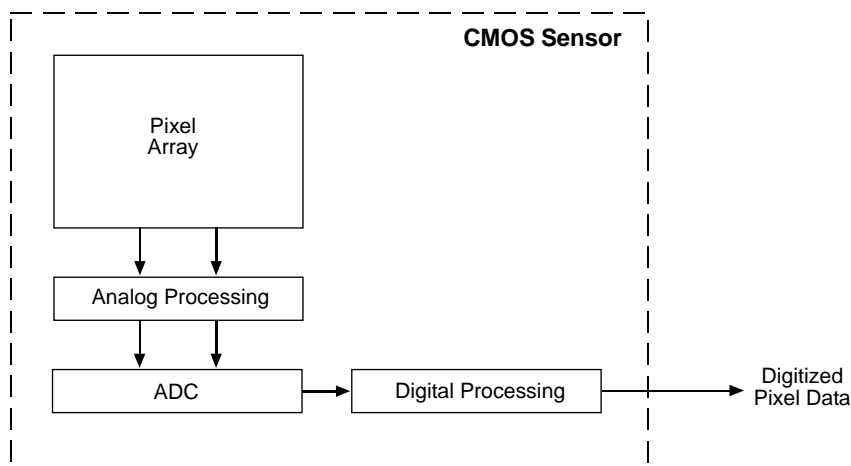 CMOS Sensor
Pixel
Array
Analog Processing
ADC
Digital Processing
Digitized
Pixel Data